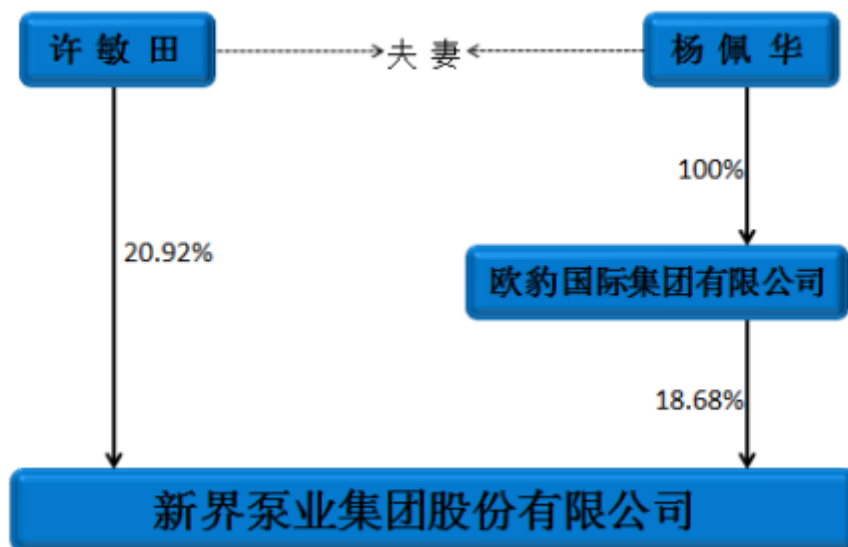 许敏田
夫妻
杨佩华
100%
20.92%
欧豹国际集团有限公司
18.68%
新界泵业集团股份有限公司